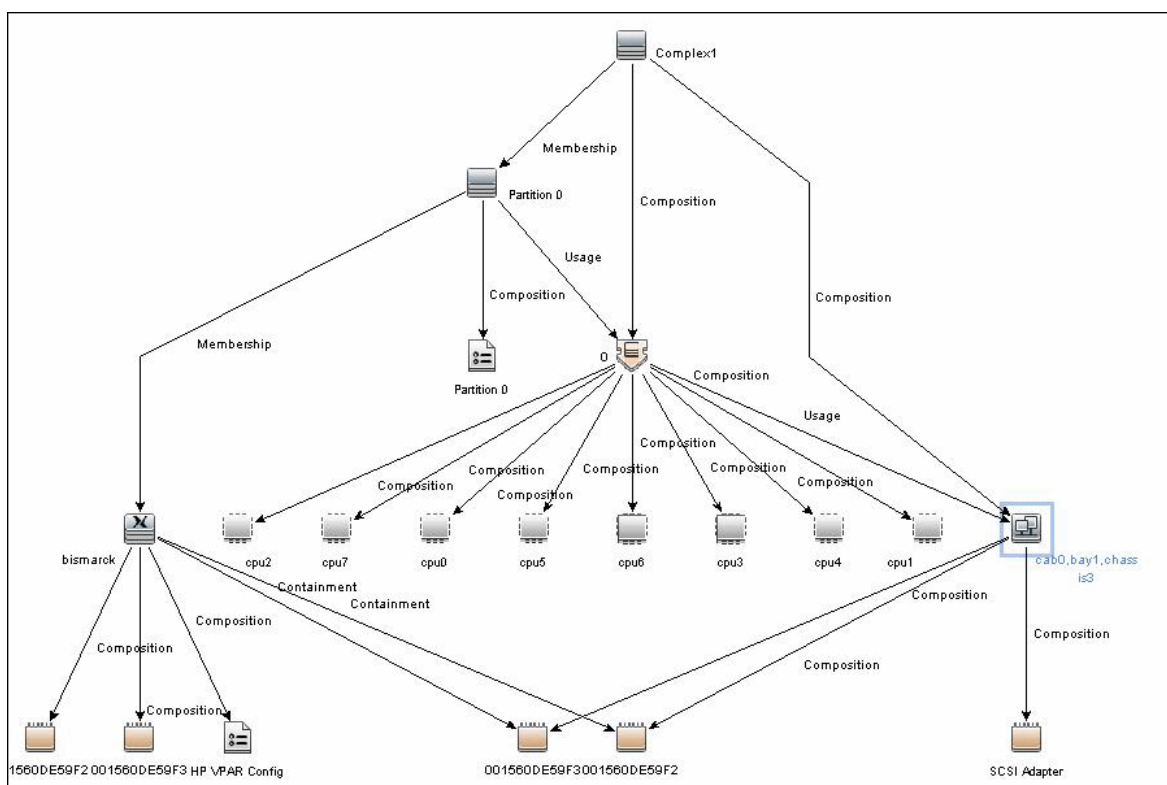 Complex1
Membership
Partition 0
Composition
Usage
Composition
Composition
Membership
0
Partition 0
Composition
Usage
Composition
Composition
Composition
Composition
Composition
Composition
Composition
bismarck
cpu2
cpu7
cpu0
cpu5
cpu6
cpu3
cpu4
cpu1
cab0,bay1,chass
is3
Containment
Containment
Composition
Composition
Composition
Composition
Composition
Composition
1560DE59F2
001560DE59F3
HP VPAR Config
001560DE59F3
001560DE59F2
SCSI Adapter